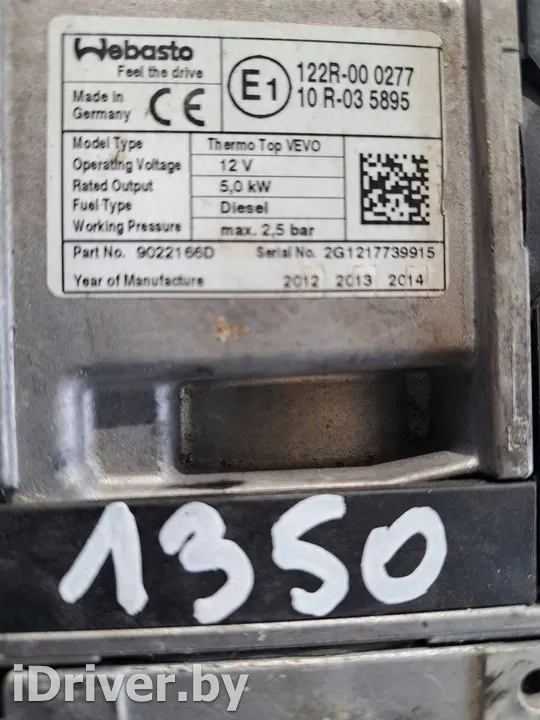 Webasto
Feel the drive
Made in
Germany
CE
E1
122R-00 0277
10 R-03 5895
Model Type Thermo Top VEVO
Operating Voltage 12 V
Rated Output 5,0 kW
Fuel Type Diesel
Working Pressure max. 2,5 bar
Part No. 9022166D Serial No. 2G1217739915
Year of Manufacture 2012 2013 2014
1350
iDriver.by